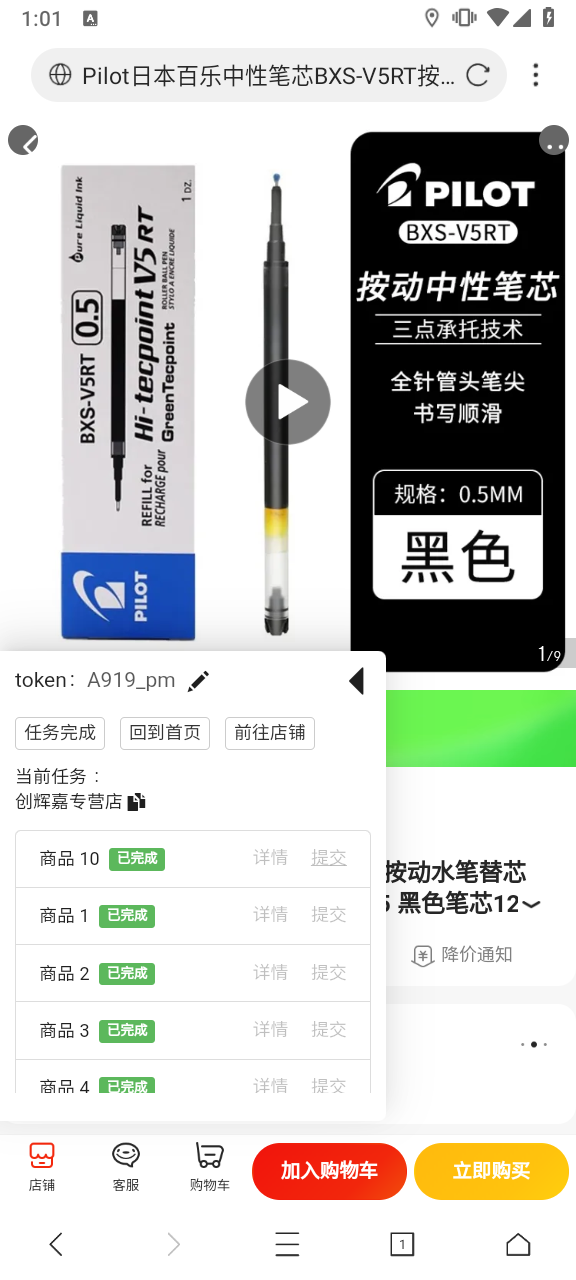 1:01
A
Pilot日本百乐中性笔芯BXS-V5RT按...
Pure Liquid Ink
1 DZ.
BXS-V5RT 0.5
Hi-tecpoint V5 RT
ROLLER BALL PEN
STYLO A ENCRE LIQUIDE
GreenTecpoint
REFILL for
RECHARGE pour
PILOT
PILOT
BXS-V5RT
按动中性笔芯
三点承托技术
全针管头笔尖
书写顺滑
规格：0.5MM
黑色
1/9
token： A919_pm
任务完成
回到首页
前往店铺
当前任务：
创辉嘉专营店
商品 10 已完成 详情 提交
商品 1 已完成 详情 提交
商品 2 已完成 详情 提交
商品 3 已完成 详情 提交
商品 4 已完成 详情 提交
按动水笔替芯
5 黑色笔芯12
降价通知
店铺
客服
购物车
加入购物车
立即购买
1